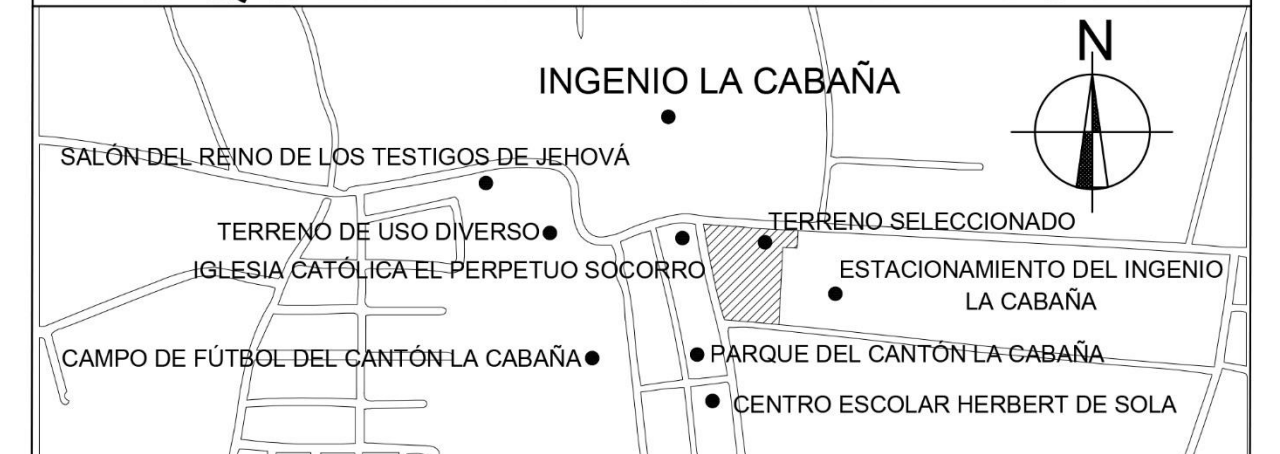 N
INGENIO LA CABAÑA
SALÓN DEL REINO DE LOS TESTIGOS DE JEHOVÁ
TERRENO SELECCIONADO
TERRENO DE USO DIVERSO
IGLESIA CATÓLICA EL PERPETUO SOCORRO
ESTACIONAMIENTO DEL INGENIO
LA CABAÑA
CAMPO DE FÚTBOL DEL CANTÓN LA CABAÑA
PARQUE DEL CANTÓN LA CABAÑA
CENTRO ESCOLAR HERBERT DE SOLA